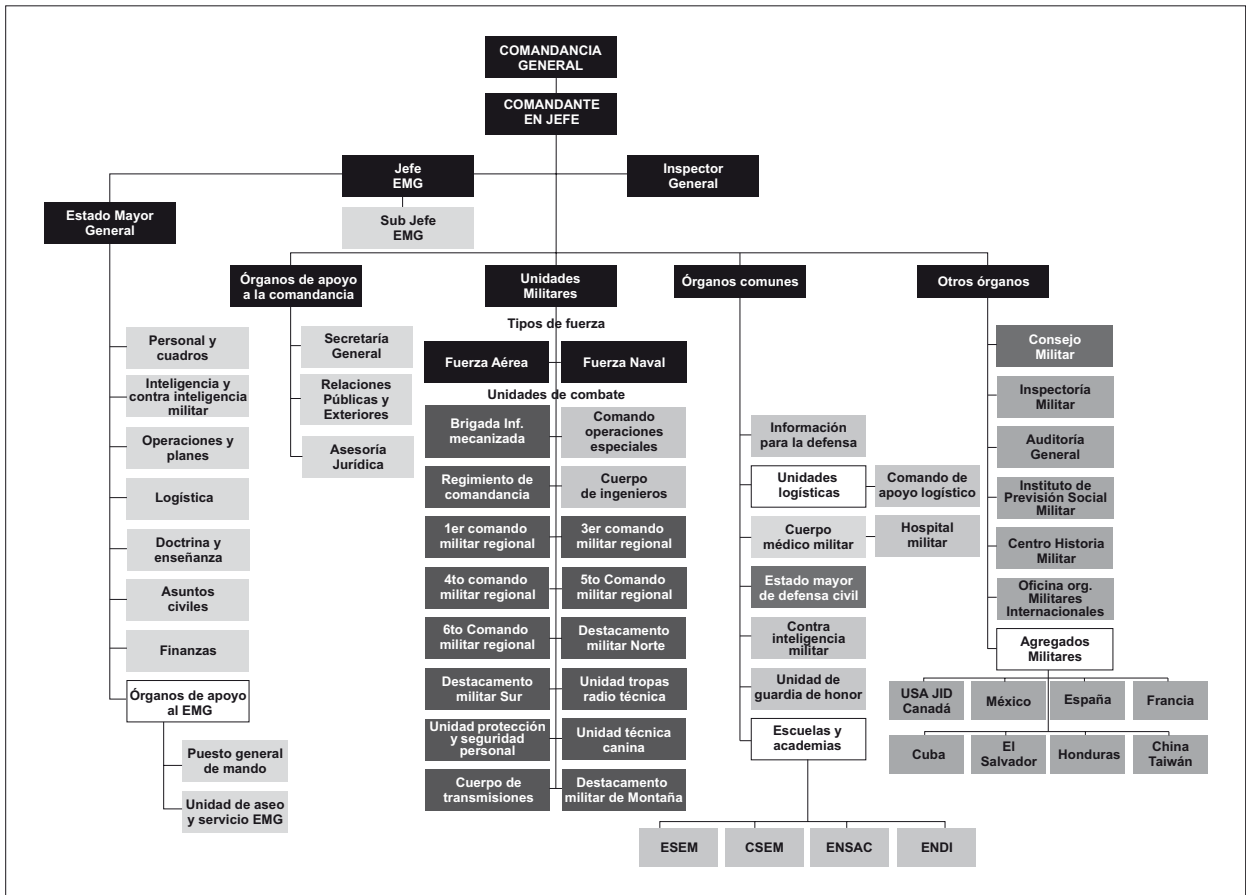 COMANDANCIA
GENERAL
COMANDANTE
EN JEFE
Jefe
EMG
Inspector
General
Sub Jefe
EMG
Estado Mayor
General
Personal y
cuadros
Inteligencia y
contra inteligencia
militar
Operaciones y
planes
Logística
Doctrina y
enseñanza
Asuntos
civiles
Finanzas
Órganos de apoyo
al EMG
Puesto general
de mando
Unidad de aseo
y servicio EMG
Órganos de apoyo
a la comandancia
Secretaría
General
Relaciones
Públicas y
Exteriores
Asesoría
Jurídica
Unidades
Militares
Tipos de fuerza
Fuerza Aérea
Fuerza Naval
Unidades de combate
Brigada Inf.
mecanizada
Comando
operaciones
especiales
Regimiento de
comandancia
Cuerpo
de ingenieros
1er comando
militar regional
3er comando
militar regional
4to comando
militar regional
5to Comando
militar regional
6to Comando
militar regional
Destacamento
militar Norte
Destacamento
militar Sur
Unidad tropas
radio técnica
Unidad protección
y seguridad
personal
Unidad técnica
canina
Cuerpo de
transmisiones
Destacamento
militar de Montaña
Órganos comunes
Información
para la defensa
Unidades
logísticas
Comando de
apoyo logístico
Cuerpo
médico militar
Hospital
militar
Estado mayor
de defensa civil
Contra
inteligencia
militar
Unidad de
guardia de honor
Escuelas y
academias
ESEM
CSEM
ENSAC
ENDI
Otros órganos
Consejo
Militar
Inspectoría
Militar
Auditoría
General
Instituto de
Previsión Social
Militar
Centro Historia
Militar
Oficina org.
Militares
Internacionales
Agregados
Militares
USA JID
Canadá
México
España
Francia
Cuba
El
Salvador
Honduras
China
Taiwán